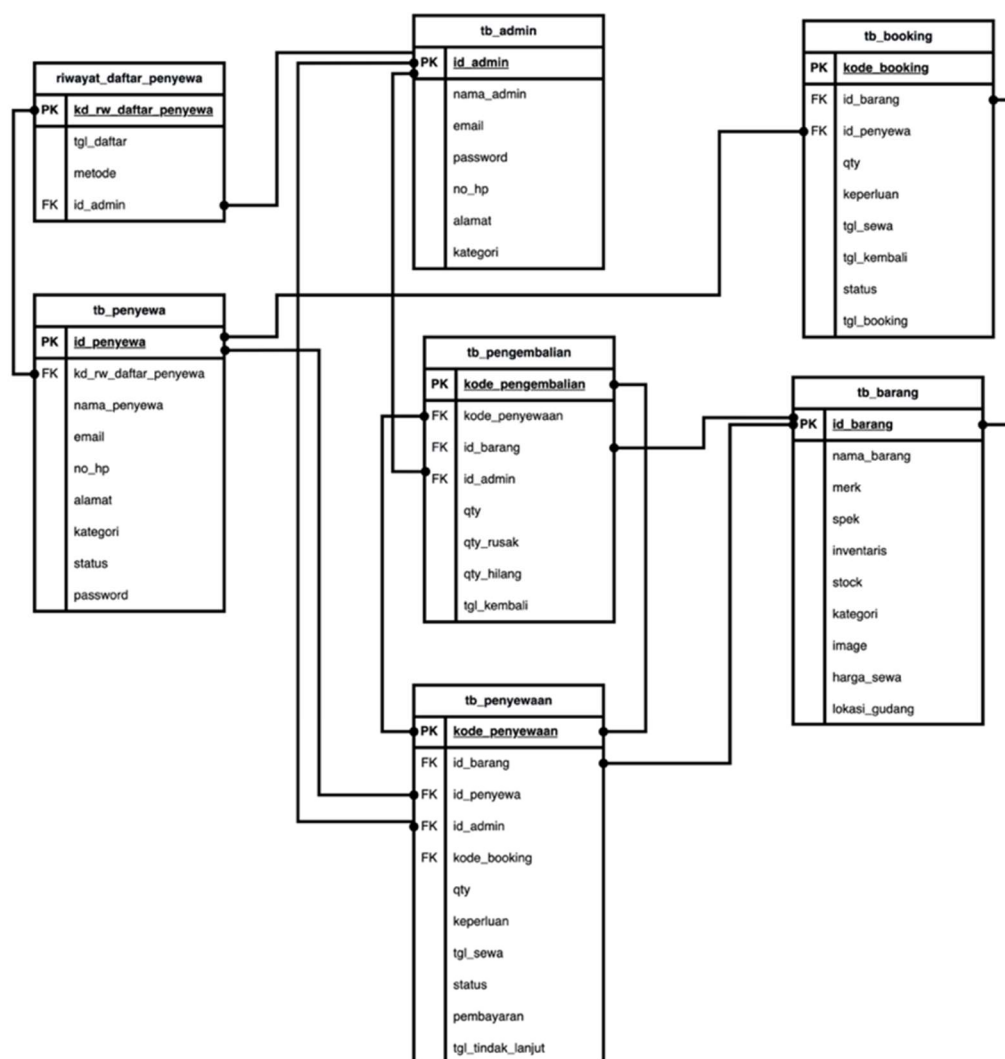 tb_admin
PK id_admin
nama_admin
email
password
no_hp
alamat
kategori
tb_booking
PK kode_booking
FK id_barang
FK id_penyewa
qty
keperluan
tgl_sewa
tgl_kembali
status
tgl_booking
riwayat_daftar_penyewa
PK kd_rw_daftar_penyewa
tgl_daftar
metode
FK id_admin
tb_penyewa
PK id_penyewa
FK kd_rw_daftar_penyewa
nama_penyewa
email
no_hp
alamat
kategori
status
password
tb_pengembalian
PK kode_pengembalian
FK kode_penyewaan
FK id_barang
FK id_admin
qty
qty_rusak
qty_hilang
tgl_kembali
tb_barang
PK id_barang
nama_barang
merk
spek
inventaris
stock
kategori
image
harga_sewa
lokasi_gudang
tb_penyewaan
PK kode_penyewaan
FK id_barang
FK id_penyewa
FK id_admin
FK kode_booking
qty
keperluan
tgl_sewa
status
pembayaran
tgl_tindak_lanjut